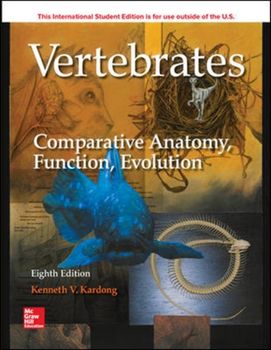 This International Student Edition is for use outside of the U.S.
Vertebrates
Comparative Anatomy,
Function, Evolution
Eighth Edition
Kenneth V. Kardong
Mc
Graw
Hill
Education